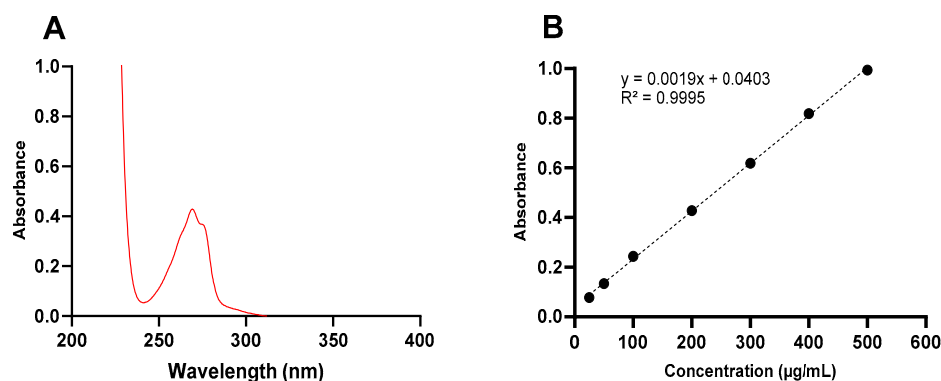 A
1.0
0.8
0.6
0.4
0.2
0.0
Absorbance
200 250 300 350 400
Wavelength (nm)
B
y = 0.0019x + 0.0403
R² = 0.9995
1.0
0.8
0.6
0.4
0.2
0.0
Absorbance
0 100 200 300 400 500 600
Concentration (µg/mL)